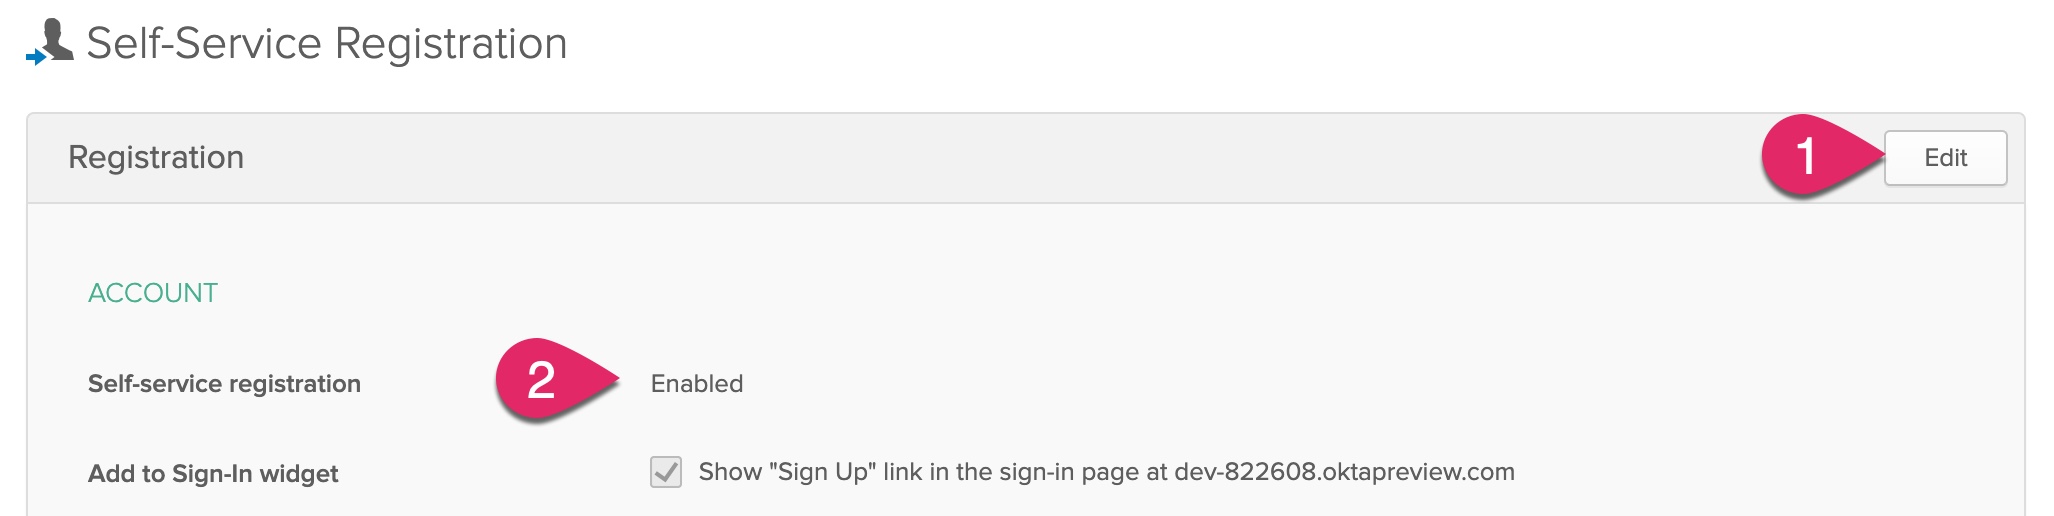 Self-Service Registration
Registration
1
Edit
ACCOUNT
Self-service registration
2
Enabled
Add to Sign-In widget
Show "Sign Up" link in the sign-in page at dev-822608.oktapreview.com